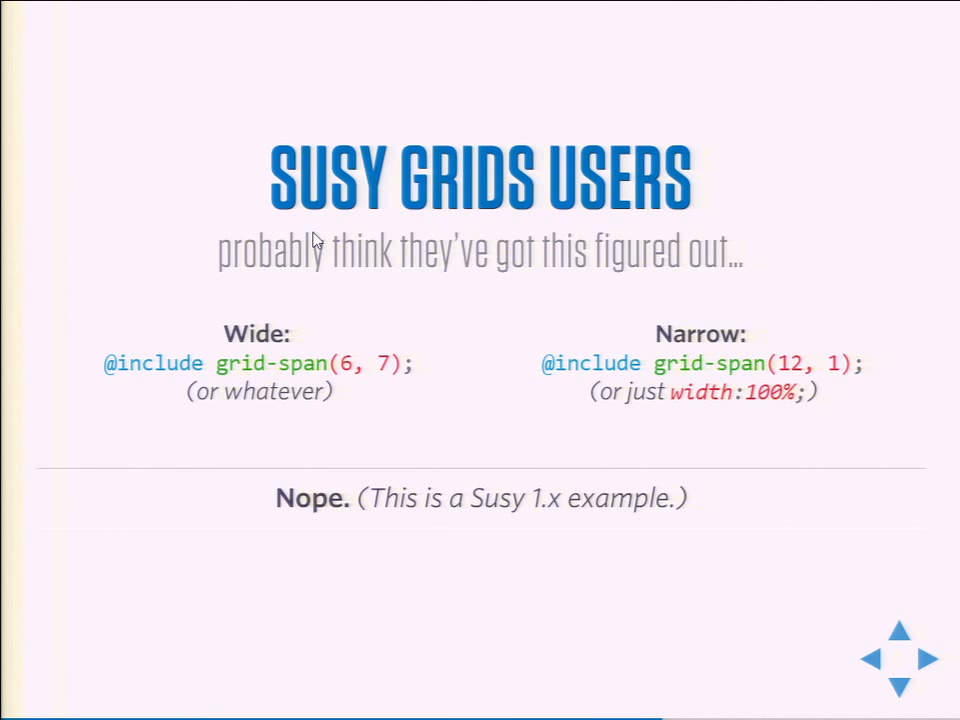 SUSY GRIDS USERS
probably think they've got this figured out...
Wide:
@include grid-span(6, 7);
(or whatever)
Narrow:
@include grid-span(12, 1);
(or just width:100%;)
Nope. (This is a Susy 1.x example.)